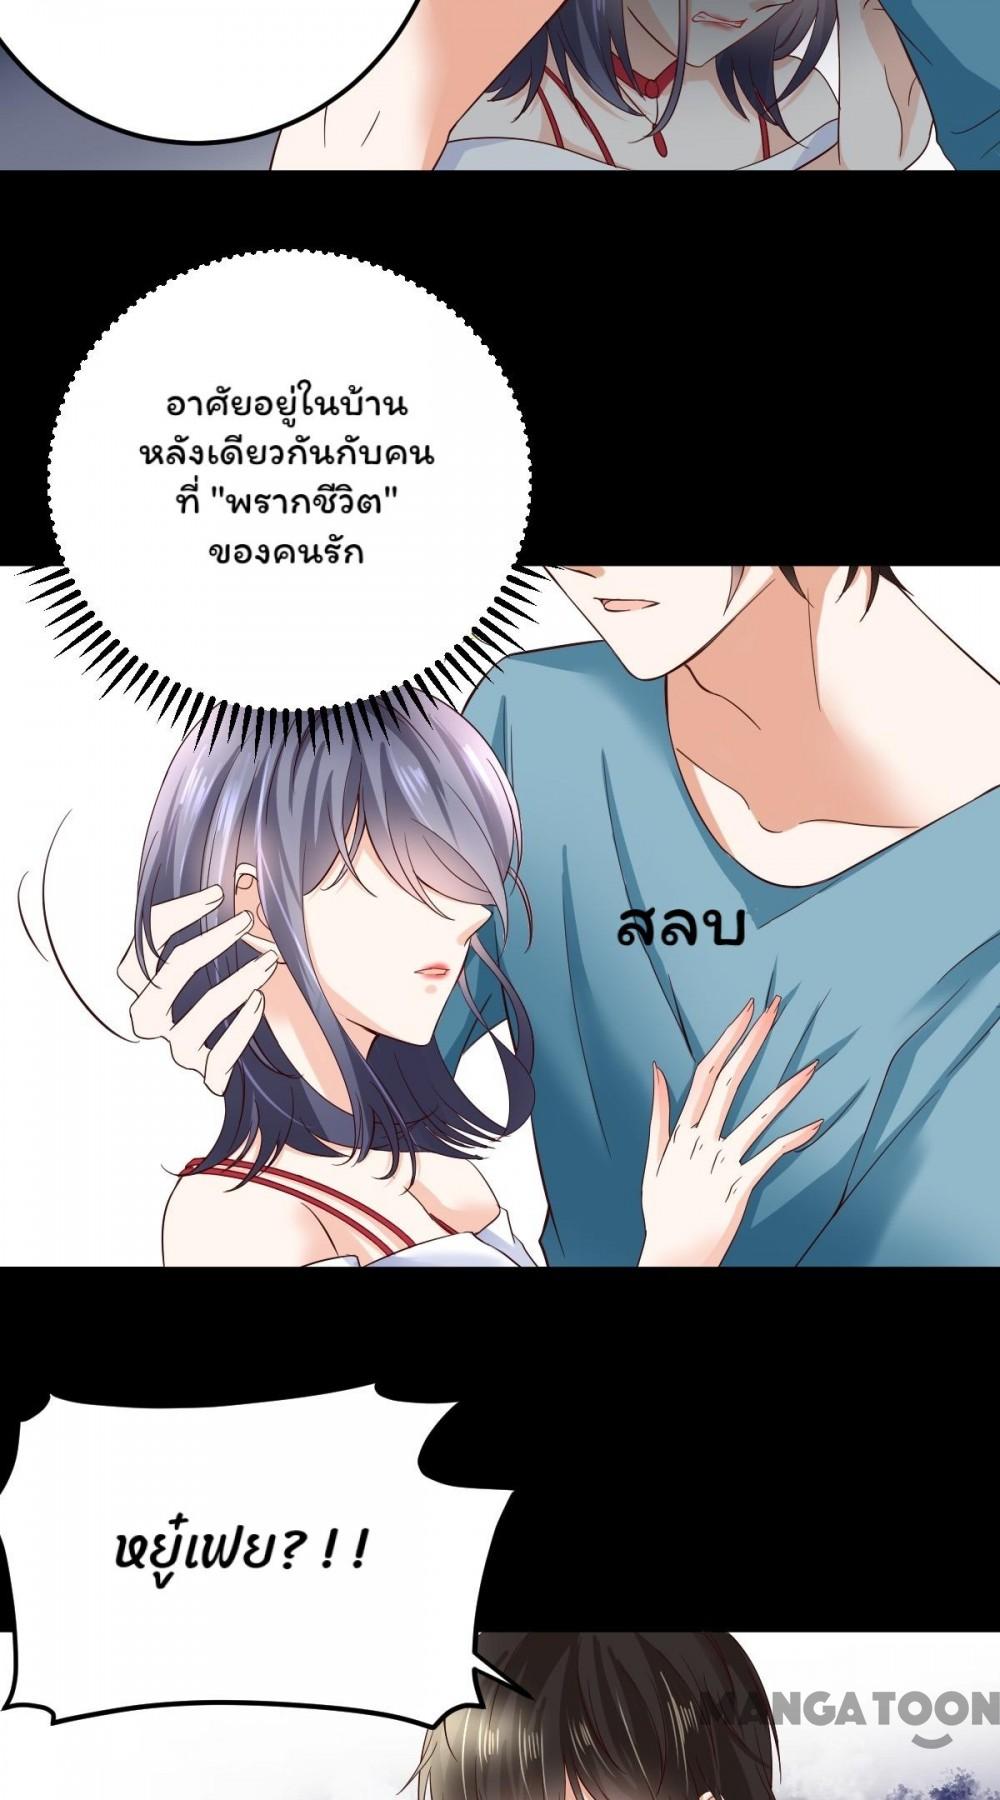 อาศัยอยู่ในบ้าน
หลังเดียวกันกับคน
ที่ "พรากชีวิต"
ของคนรัก
สลบ
หยู๋เฟย?!!
MANGATOON